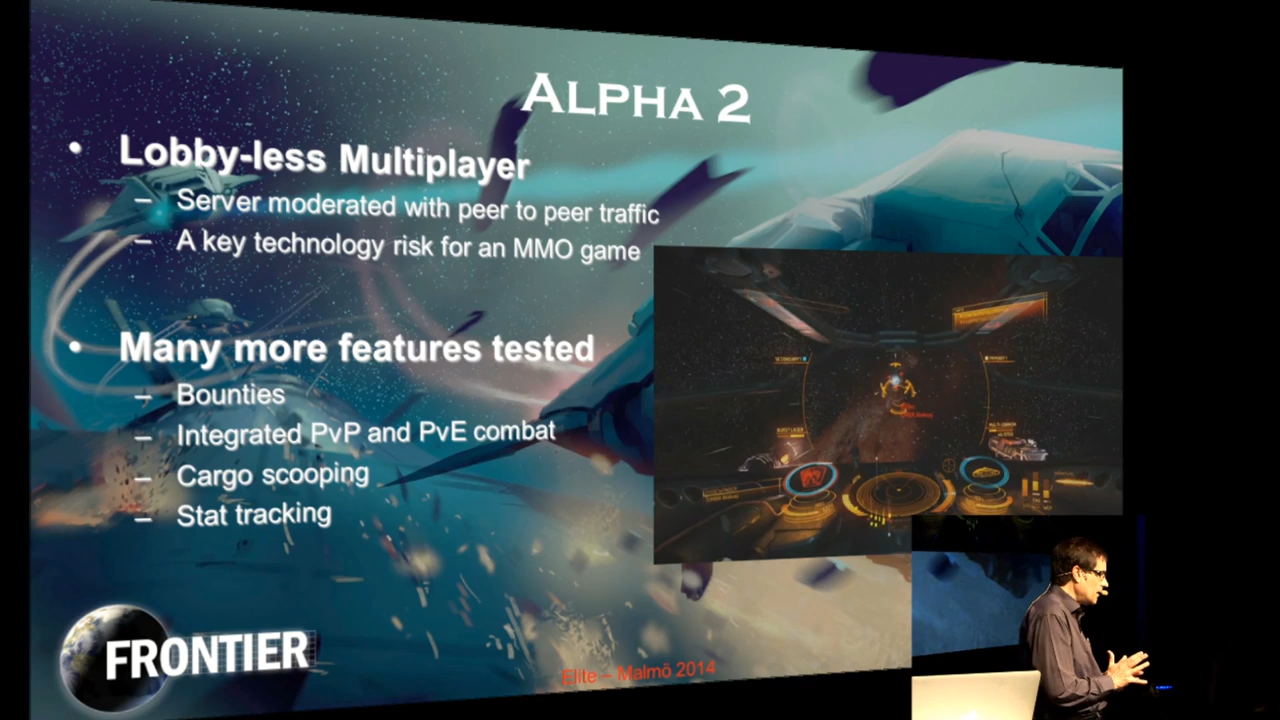 ALPHA 2
• Lobby-less Multiplayer
– Server moderated with peer to peer traffic
– A key technology risk for an MMO game
• Many more features tested
– Bounties
– Integrated PvP and PvE combat
– Cargo scooping
– Stat tracking
FRONTIER
Elite – Malmö 2014